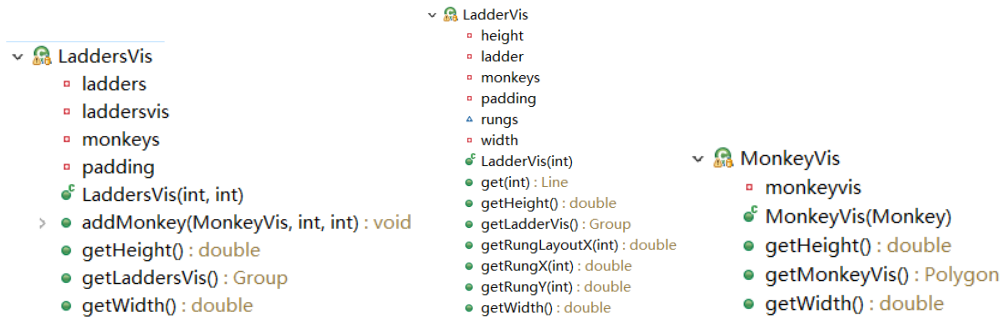 LaddersVis
ladders
laddersvis
monkeys
padding
LaddersVis(int, int)
addMonkey(MonkeyVis, int, int) : void
getHeight() : double
getLaddersVis() : Group
getWidth() : double
LadderVis
height
ladder
monkeys
padding
rungs
width
LadderVis(int)
get(int) : Line
getHeight() : double
getLadderVis() : Group
getRungLayoutX(int) : double
getRungX(int) : double
getRungY(int) : double
getWidth() : double
MonkeyVis
monkeyvis
MonkeyVis(Monkey)
getHeight() : double
getMonkeyVis() : Polygon
getWidth() : double